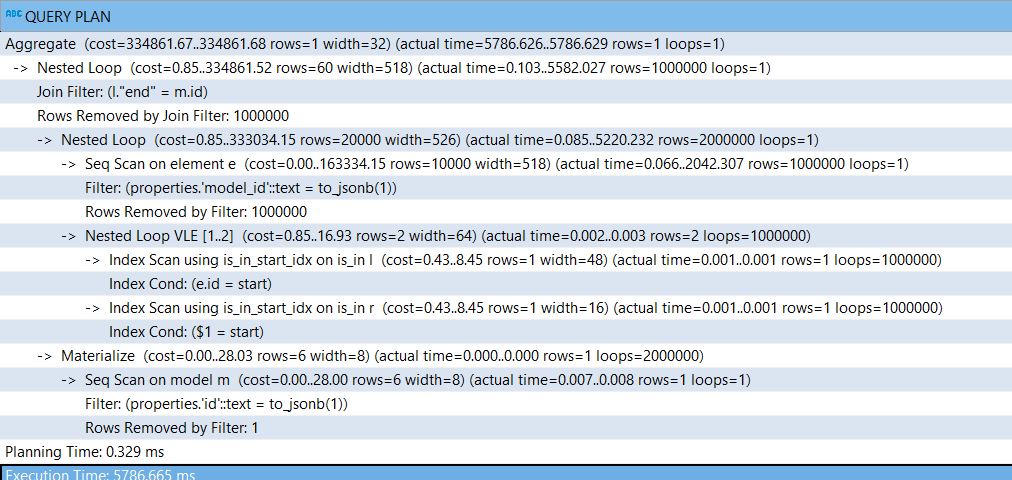 ABC QUERY PLAN
Aggregate (cost=334861.67..334861.68 rows=1 width=32) (actual time=5786.626..5786.629 rows=1 loops=1)
-> Nested Loop (cost=0.85..334861.52 rows=60 width=518) (actual time=0.103..5582.027 rows=1000000 loops=1)
Join Filter: (l."end" = m.id)
Rows Removed by Join Filter: 1000000
-> Nested Loop (cost=0.85..333034.15 rows=20000 width=526) (actual time=0.085..5220.232 rows=2000000 loops=1)
-> Seq Scan on element e (cost=0.00..163334.15 rows=10000 width=518) (actual time=0.066..2042.307 rows=1000000 loops=1)
Filter: (properties.'model_id'::text = to_jsonb(1))
Rows Removed by Filter: 1000000
-> Nested Loop VLE [1..2] (cost=0.85..16.93 rows=2 width=64) (actual time=0.002..0.003 rows=2 loops=1000000)
-> Index Scan using is_in_start_idx on is_in l (cost=0.43..8.45 rows=1 width=48) (actual time=0.001..0.001 rows=1 loops=1000000)
Index Cond: (e.id = start)
-> Index Scan using is_in_start_idx on is_in r (cost=0.43..8.45 rows=1 width=16) (actual time=0.001..0.001 rows=1 loops=1000000)
Index Cond: ($1 = start)
-> Materialize (cost=0.00..28.03 rows=6 width=8) (actual time=0.000..0.000 rows=1 loops=2000000)
-> Seq Scan on model m (cost=0.00..28.00 rows=6 width=8) (actual time=0.007..0.008 rows=1 loops=1)
Filter: (properties.'id'::text = to_jsonb(1))
Rows Removed by Filter: 1
Planning Time: 0.329 ms
Execution Time: 5786.665 ms